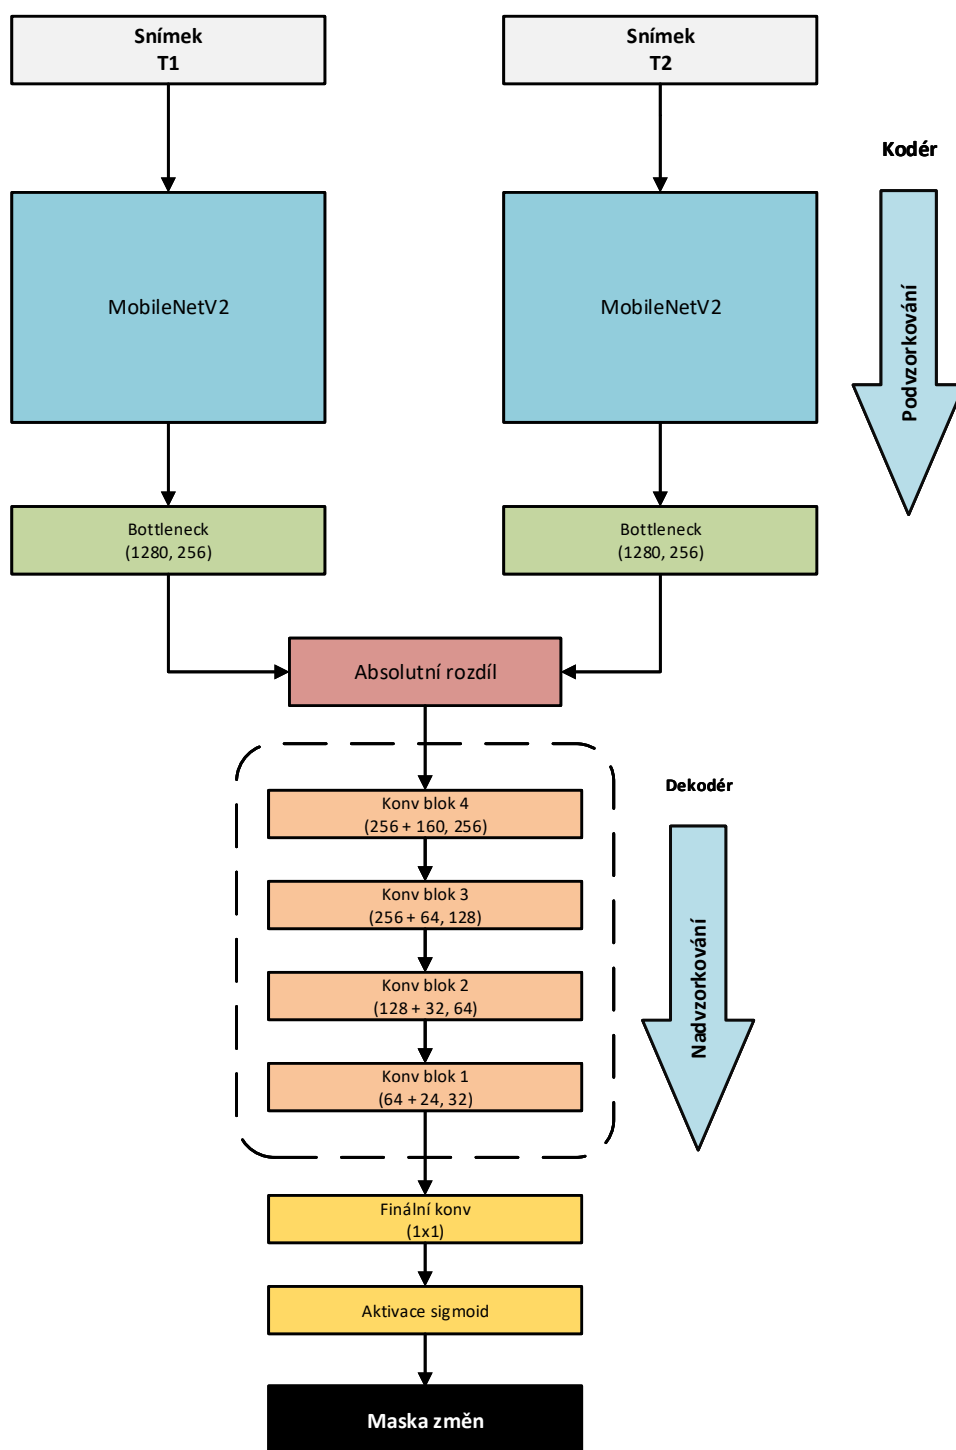 Snímek
T1
Snímek
T2
Kodér
MobileNetV2
MobileNetV2
Podvzorkování
Bottleneck
(1280, 256)
Bottleneck
(1280, 256)
Absolutní rozdíl
Dekodér
Konv blok 4
(256 + 160, 256)
Konv blok 3
(256 + 64, 128)
Konv blok 2
(128 + 32, 64)
Konv blok 1
(64 + 24, 32)
Nadvzorkování
Finální konv
(1x1)
Aktivace sigmoid
Maska změn